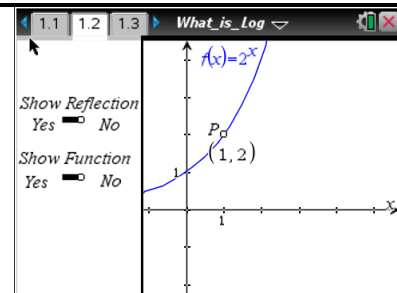 1.1 1.2 1.3 What_is_Log
f(x)=2^x
Show Reflection
Yes No
P
(1,2)
Show Function
Yes No
1
x
1